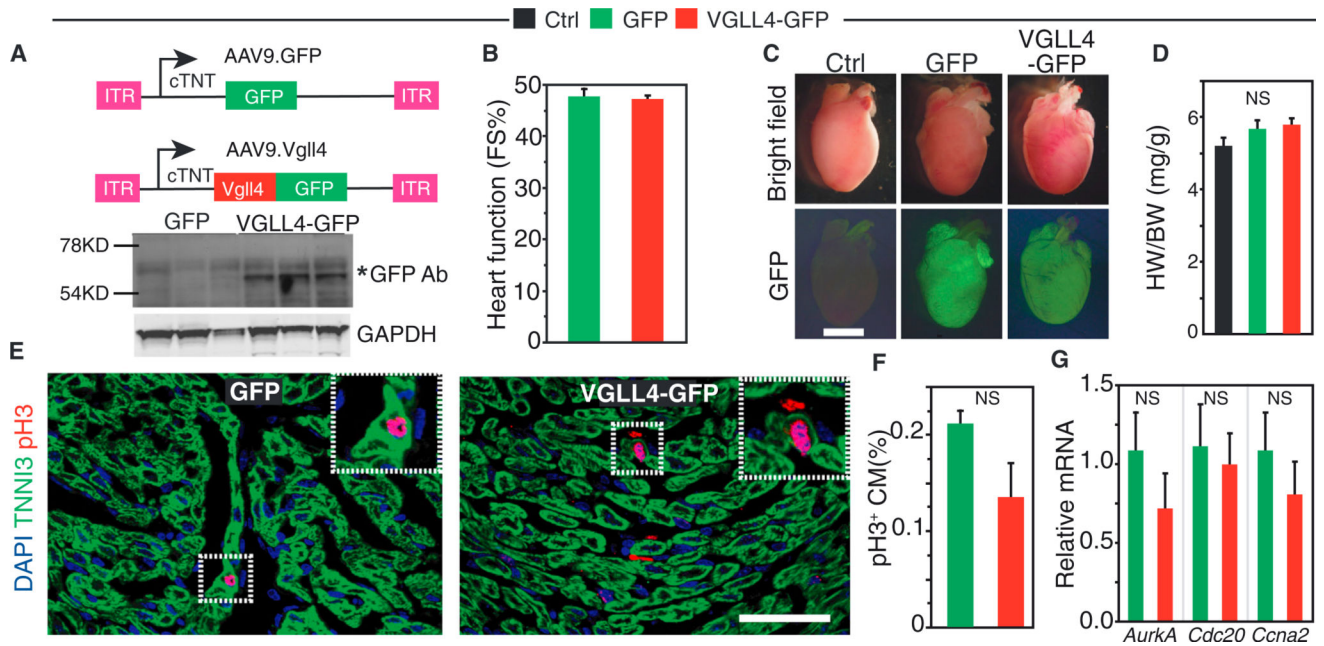 Ctrl GFP VGLL4-GFP
A
AAV9.GFP
ITR cTNT GFP ITR
AAV9.Vgll4
ITR cTNT Vgll4 GFP ITR
GFP VGLL4-GFP
78KD
*GFP Ab
54KD
GAPDH
B
Heart function (FS%)
50
40
30
20
10
0
C
Ctrl GFP VGLL4
-GFP
Bright field
GFP
D
HW/BW (mg/g)
NS
8
6
4
2
0
E
DAPI TNNI3 pH3
GFP
VGLL4-GFP
F
pH3⁺ CM(%)
NS
0.2
0.1
0
G
Relative mRNA
1.5
1.0
0.5
0.0
NS NS NS
AurkA Cdc20 Ccna2